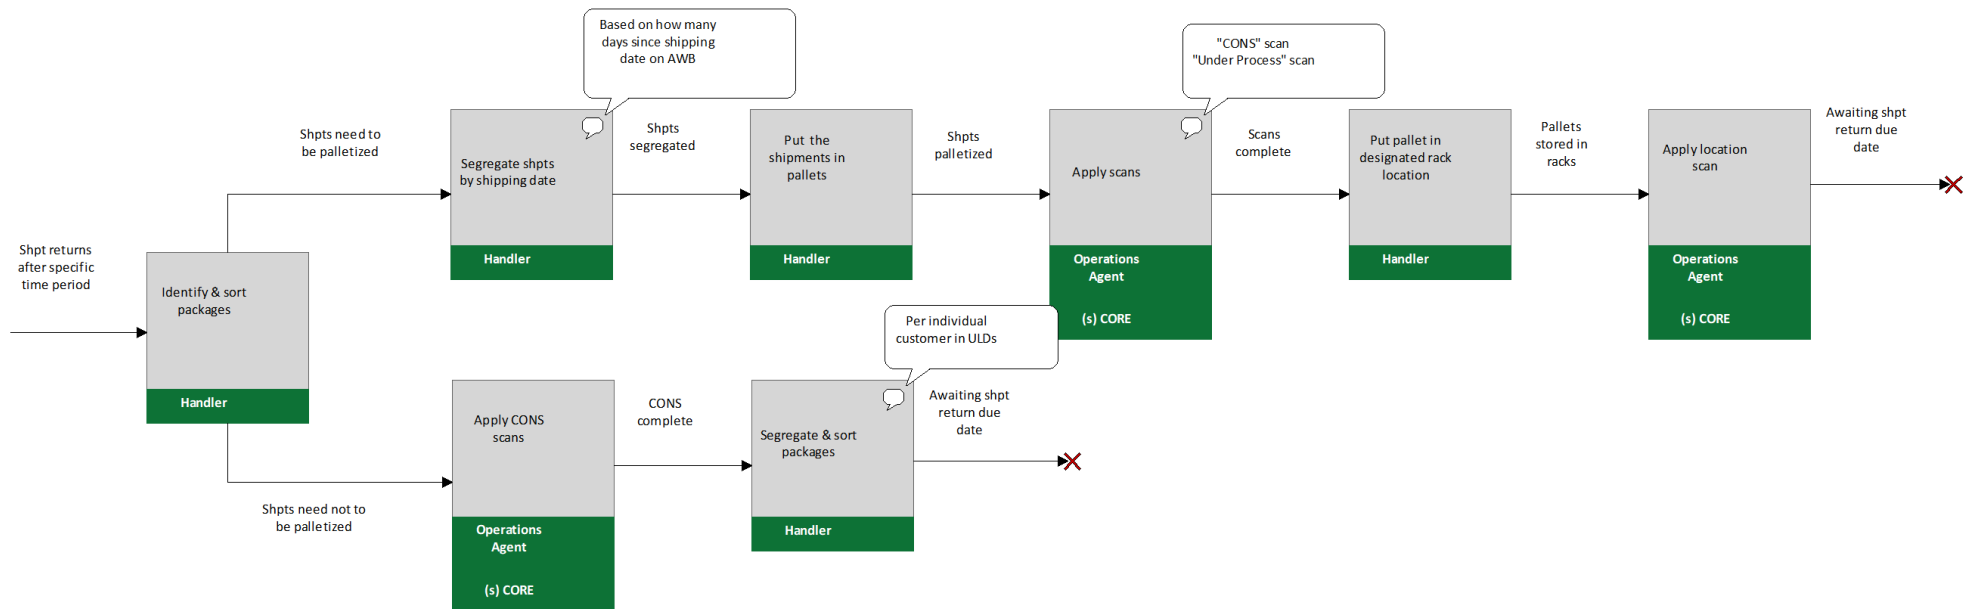 Based on how many
days since shipping
date on AWB
"CONS" scan
"Under Process" scan
Shpts need to
be palletized
Segregate shpts
by shipping date
Handler
Shpts
segregated
Put the
shipments in
pallets
Handler
Shpts
palletized
Apply scans
Operations
Agent
(s) CORE
Scans
complete
Put pallet in
designated rack
location
Handler
Pallets
stored in
racks
Apply location
scan
Operations
Agent
(s) CORE
Awaiting shpt
return due
date
Shpt returns
after specific
time period
Identify & sort
packages
Handler
Shpts need not to
be palletized
Apply CONS
scans
Operations
Agent
(s) CORE
CONS
complete
Per individual
customer in ULDs
Segregate & sort
packages
Handler
Awaiting shpt
return due
date